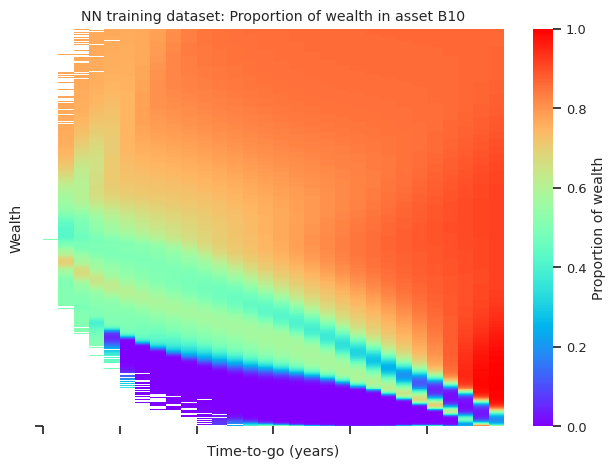 NN training dataset: Proportion of wealth in asset B10
Wealth
Time-to-go (years)
1.0
0.8
0.6
0.4
0.2
0.0
Proportion of wealth